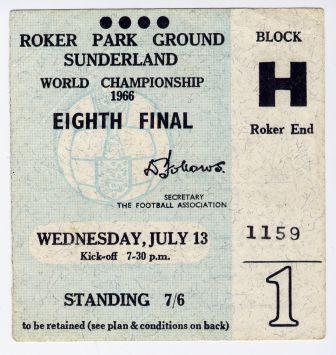 ROKER PARK GROUND
SUNDERLAND
WORLD CHAMPIONSHIP
1966
EIGHTH FINAL
D Follows.
SECRETARY
THE FOOTBALL ASSOCIATION
WEDNESDAY, JULY 13
Kick-off 7-30 p.m.
STANDING 7/6
to be retained (see plan & conditions on back)
BLOCK
H
Roker End
1159
1